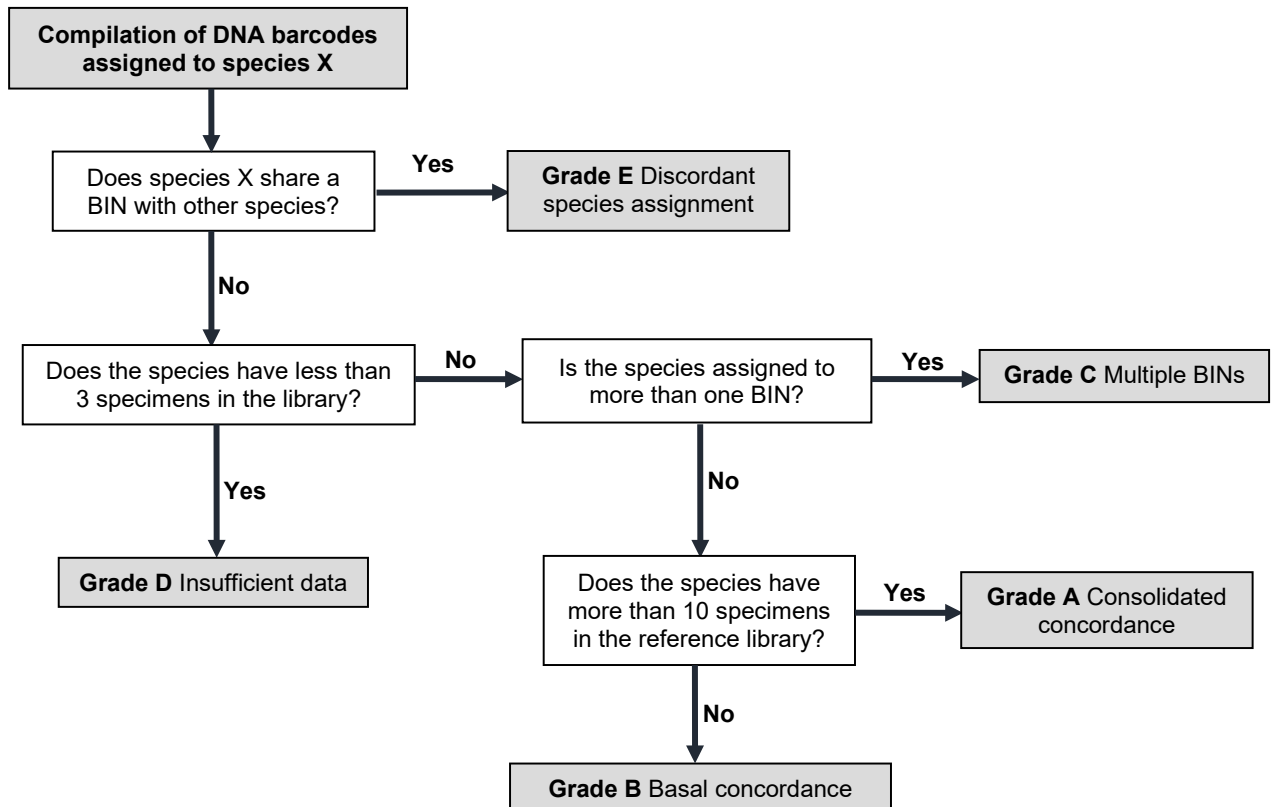 Compilation of DNA barcodes
assigned to species X
Does species X share a
BIN with other species?
Yes
Grade E Discordant
species assignment
No
Does the species have less than
3 specimens in the library?
No
Is the species assigned to
more than one BIN?
Yes
Grade C Multiple BINs
Yes
No
Grade D Insufficient data
Does the species have
more than 10 specimens
in the reference library?
Yes
Grade A Consolidated
concordance
No
Grade B Basal concordance